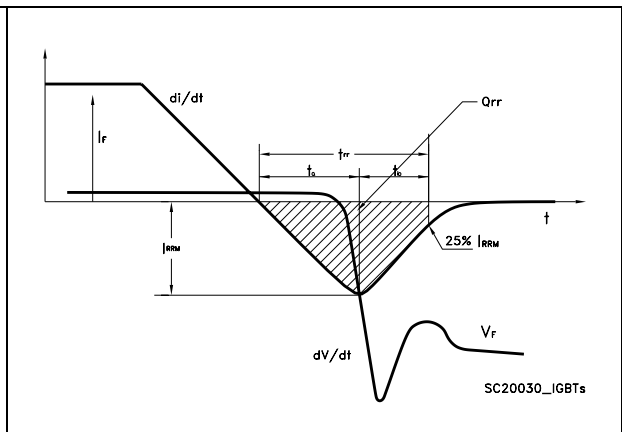 di/dt
Qrr
IF
trr
ta
tb
t
IRRM
25% IRRM
VF
dV/dt
SC20030_IGBTs